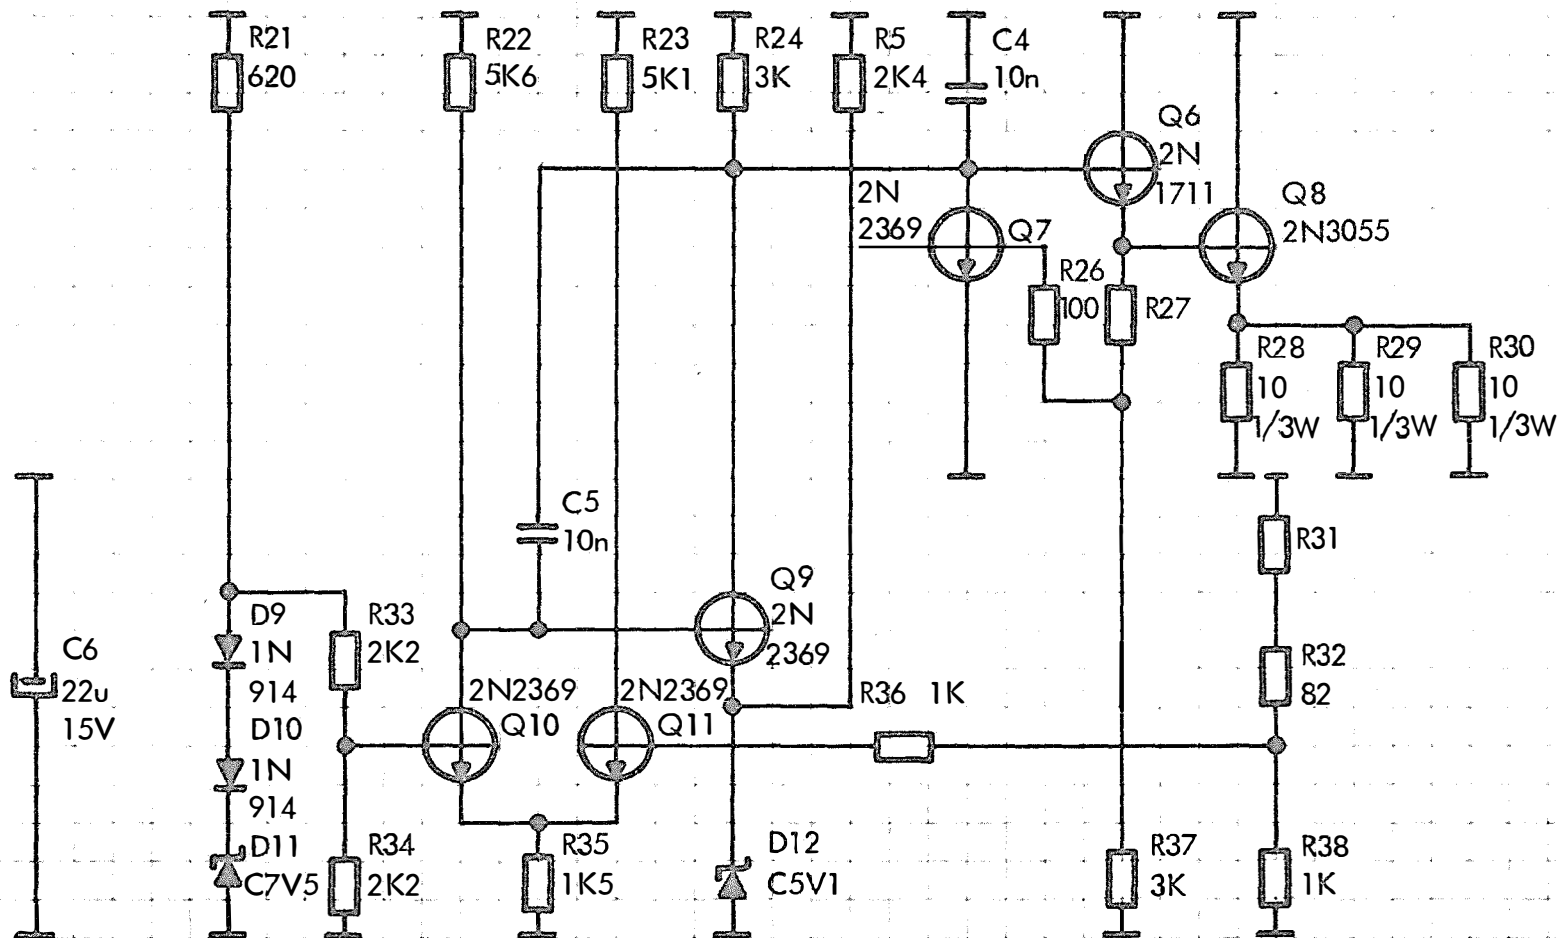 R21
620
R22
5K6
R23
5K1
R24
3K
R5
2K4
C4
10n
Q6
2N
1711
2N
2369
Q7
Q8
2N3055
R26
100
R27
R28
10
1/3W
R29
10
1/3W
R30
10
1/3W
C5
10n
R31
Q9
2N
2369
D9
1N
914
R33
2K2
C6
22u
15V
R32
82
2N2369
Q10
2N2369
Q11
R36 1K
D10
1N
914
D11
C7V5
R34
2K2
R35
1K5
D12
C5V1
R37
3K
R38
1K